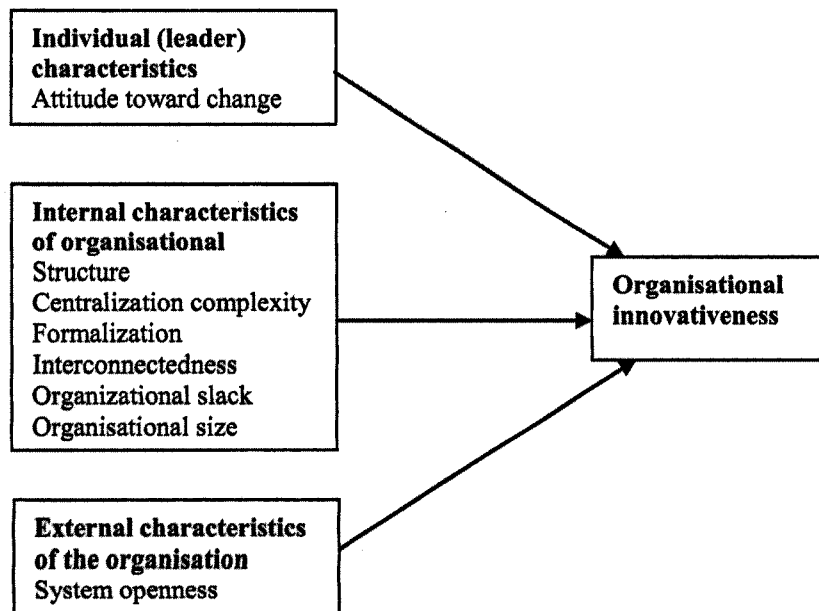 Individual (leader)
characteristics
Attitude toward change
Internal characteristics
of organisational
Structure
Centralization complexity
Formalization
Interconnectedness
Organizational slack
Organisational size
External characteristics
of the organisation
System openness
Organisational
innovativeness